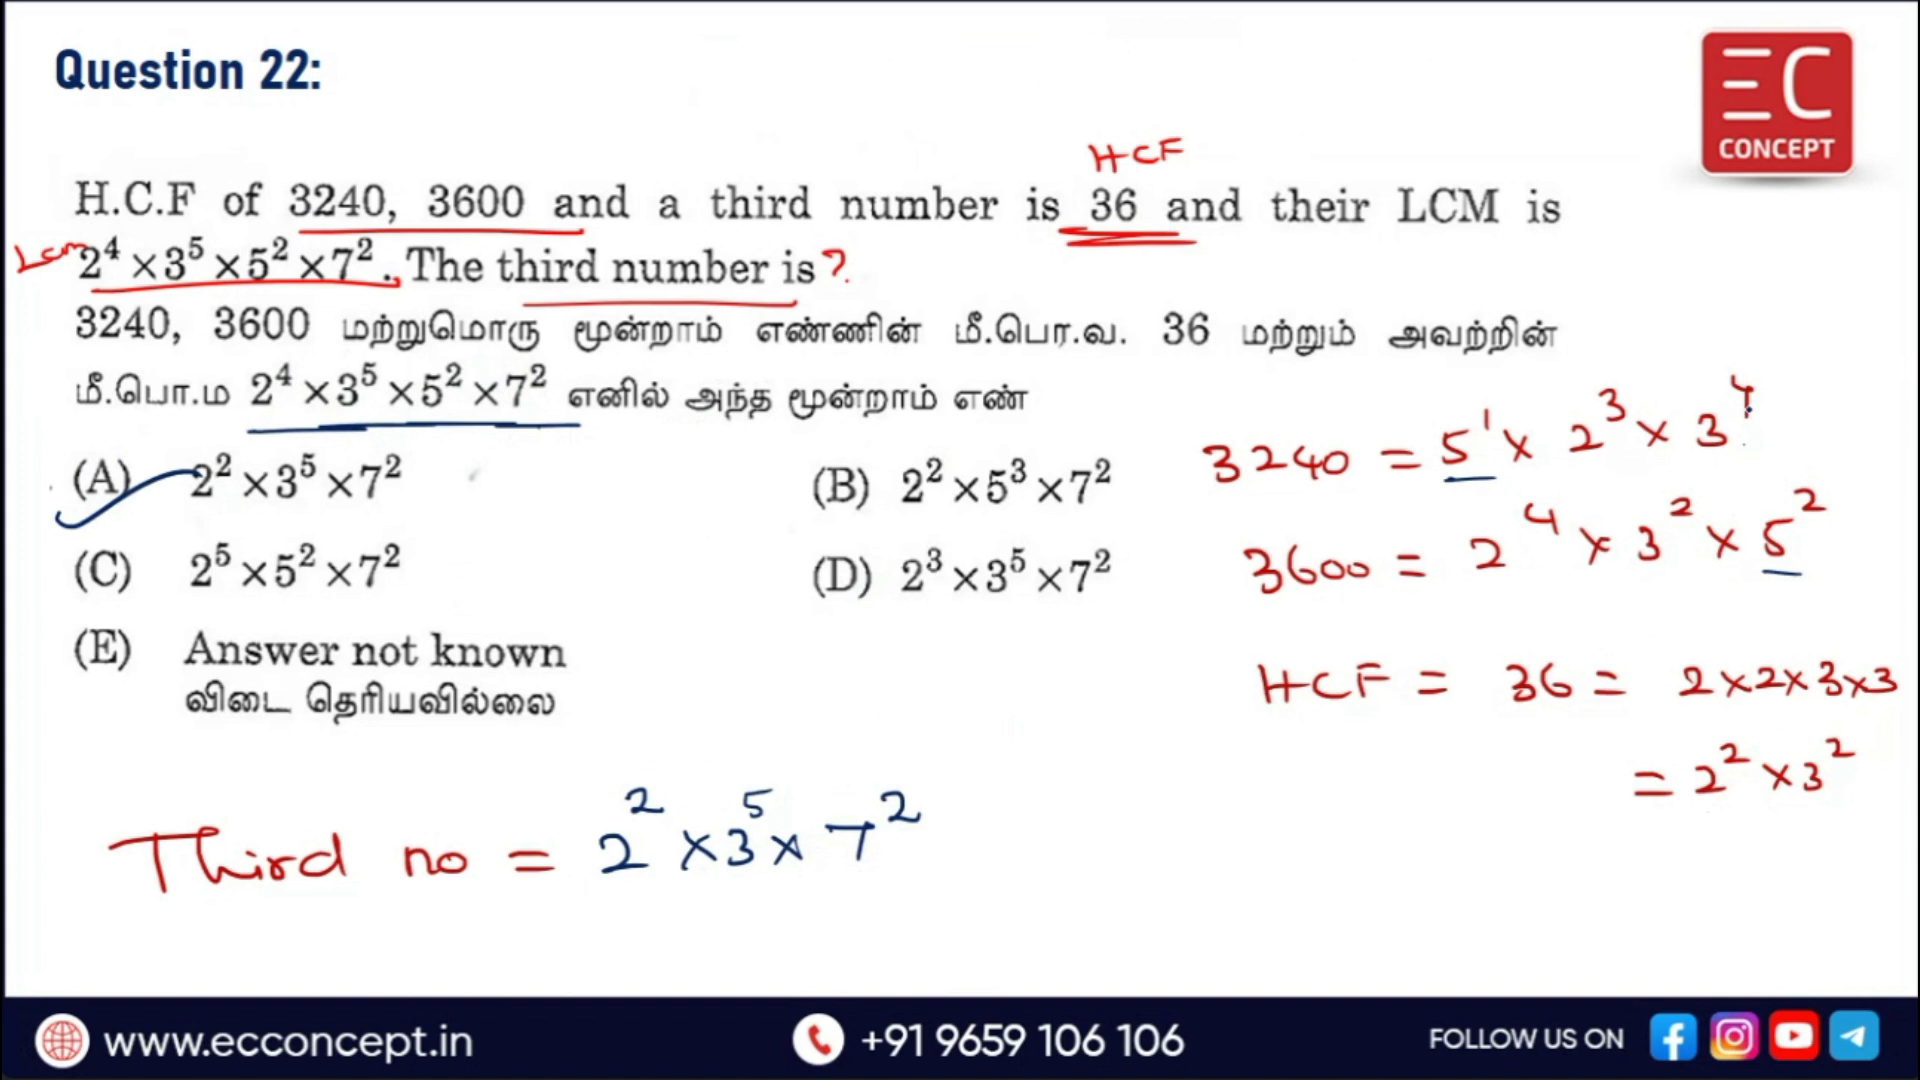 Question 22:
EC
CONCEPT
HCF
H.C.F of 3240, 3600 and a third number is 36 and their LCM is
Lcm 2⁴ ×3⁵ ×5² ×7² . The third number is ?
3240, 3600 மற்றுமொரு மூன்றாம் எண்ணின் மீ.பெர.வ. 36 மற்றும் அவற்றின்
மீ.பொ.ம 2⁴ ×3⁵ ×5² ×7² எனில் அந்த மூன்றாம் எண்
(A) 2² ×3⁵ ×7²
(B) 2² ×5³ ×7²
(C) 2⁵ ×5² ×7²
(D) 2³ ×3⁵ ×7²
(E) Answer not known
விடை தெரியவில்லை
3240 = 5¹ × 2³ × 3⁴
3600 = 2⁴ × 3² × 5²
HCF = 36 = 2×2×3×3
= 2² ×3²
Third no = 2² ×3⁵ × 7²
www.ecconcept.in
+91 9659 106 106
FOLLOW US ON